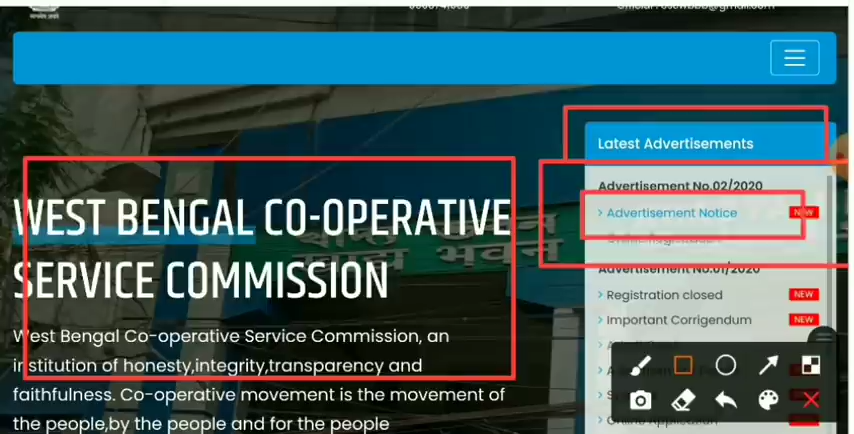 WEST BENGAL CO-OPERATIVE
SERVICE COMMISSION
West Bengal Co-operative Service Commission, an
institution of honesty,integrity,transparency and
faithfulness. Co-operative movement is the movement of
the people,by the people and for the people
Latest Advertisements
Advertisement No.02/2020
> Advertisement Notice NEW
Advertisement No.01/2020
> Registration closed NEW
> Important Corrigendum NEW
> Online Application